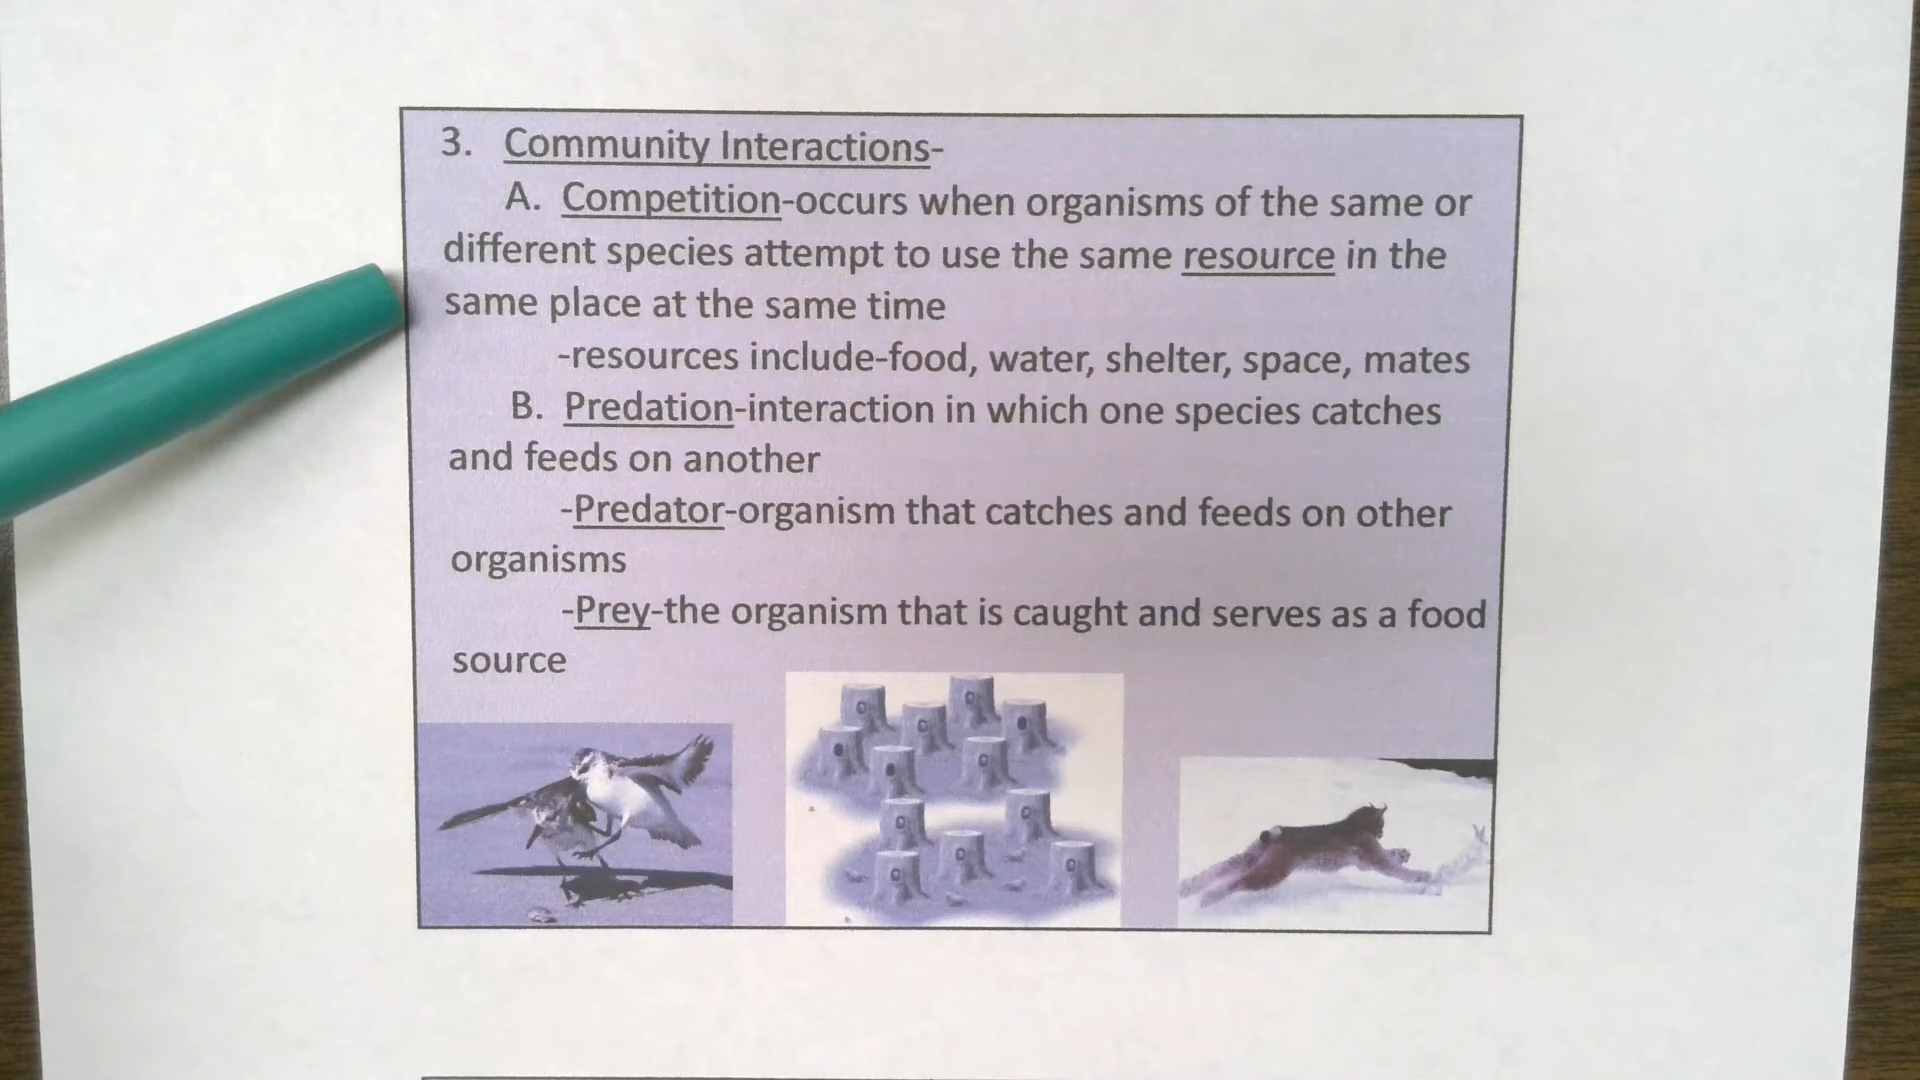 3. Community Interactions-
A. Competition-occurs when organisms of the same or
different species attempt to use the same resource in the
same place at the same time
-resources include-food, water, shelter, space, mates
B. Predation-interaction in which one species catches
and feeds on another
-Predator-organism that catches and feeds on other
organisms
-Prey-the organism that is caught and serves as a food
source